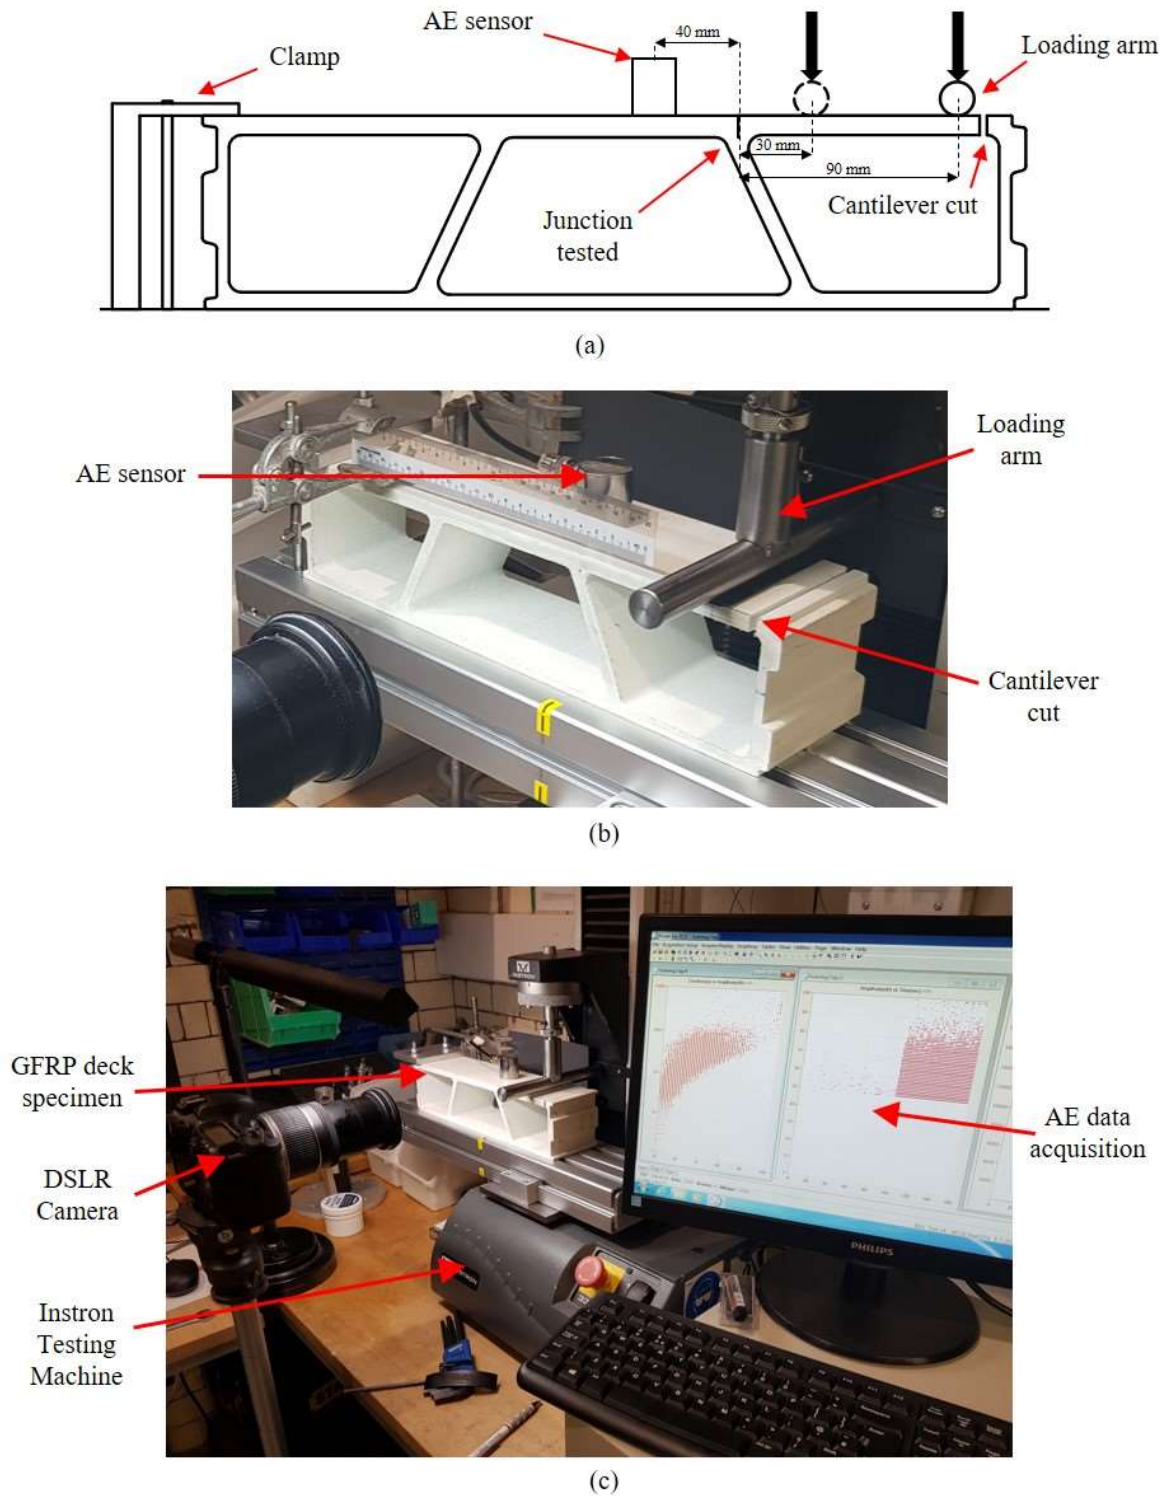 AE sensor
40 mm
Clamp
Loading arm
30 mm
90 mm
Cantilever cut
Junction
tested
(a)
AE sensor
Loading
arm
Cantilever
cut
(b)
GFRP deck
specimen
DSLR
Camera
Instron
Testing
Machine
AE data
acquisition
PHILIPS
(c)